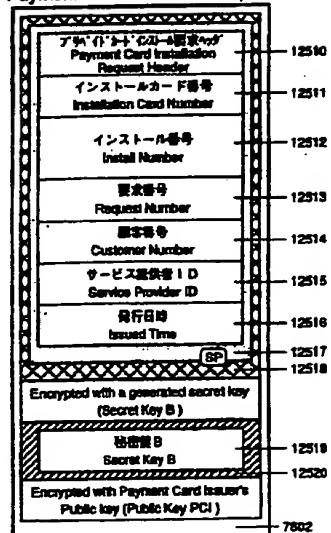 プリペイドカードインストール要求ヘッダ
Payment Card Installation
Request Header
12510
インストールカード番号
Installation Card Number
12511
インストール番号
Install Number
12512
要求番号
Request Number
12513
顧客番号
Customer Number
12514
サービス提供者ID
Service Provider ID
12515
発行日時
Issued Time
12516
SP
12517
12518
Encrypted with a generated secret key
(Secret Key B)
秘密鍵B
Secret Key B
12519
12520
Encrypted with Payment Card Issuer's
Public key (Public Key PCI)
7602